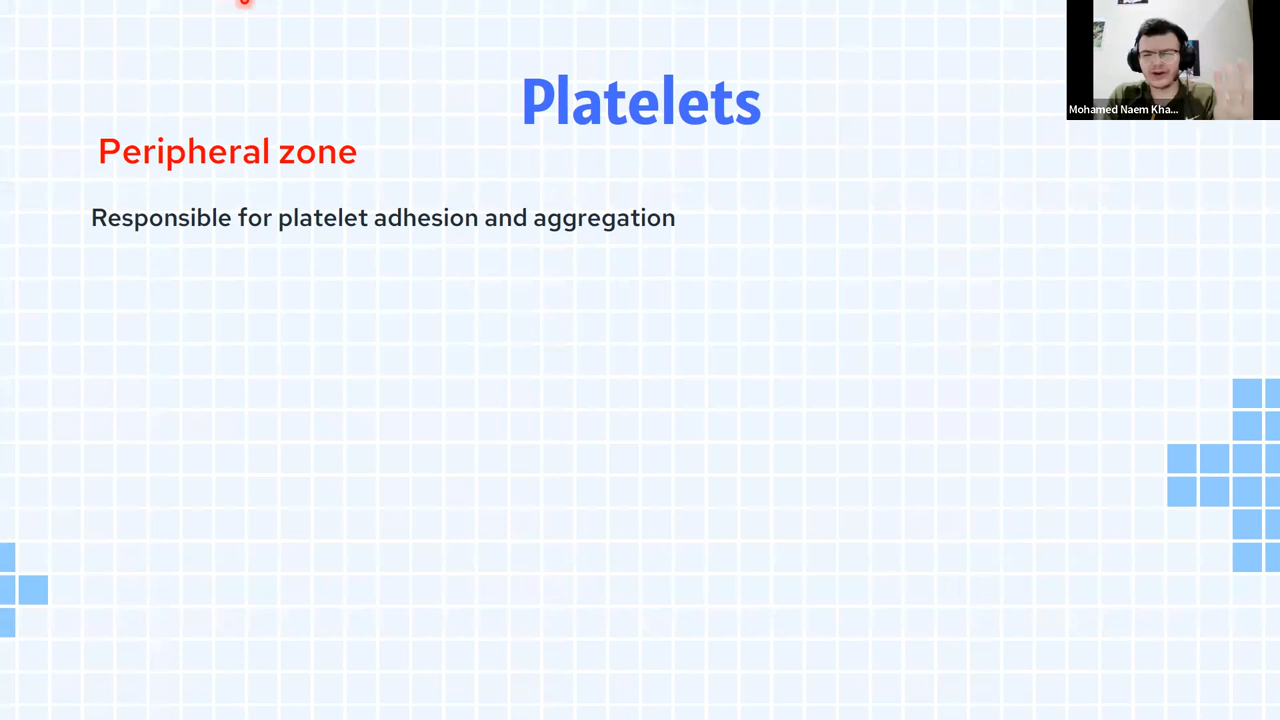 Platelets
Peripheral zone
Responsible for platelet adhesion and aggregation
Mohamed Naem Kha...